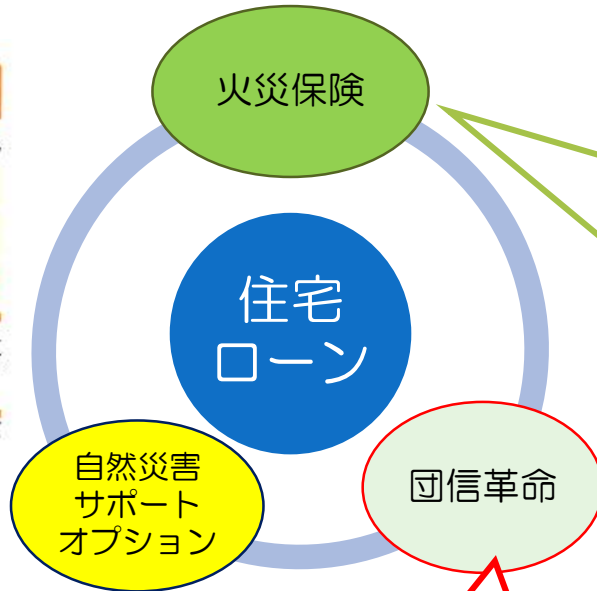 火災保険
住宅
ローン
自然災害
サポート
オプション
団信革命